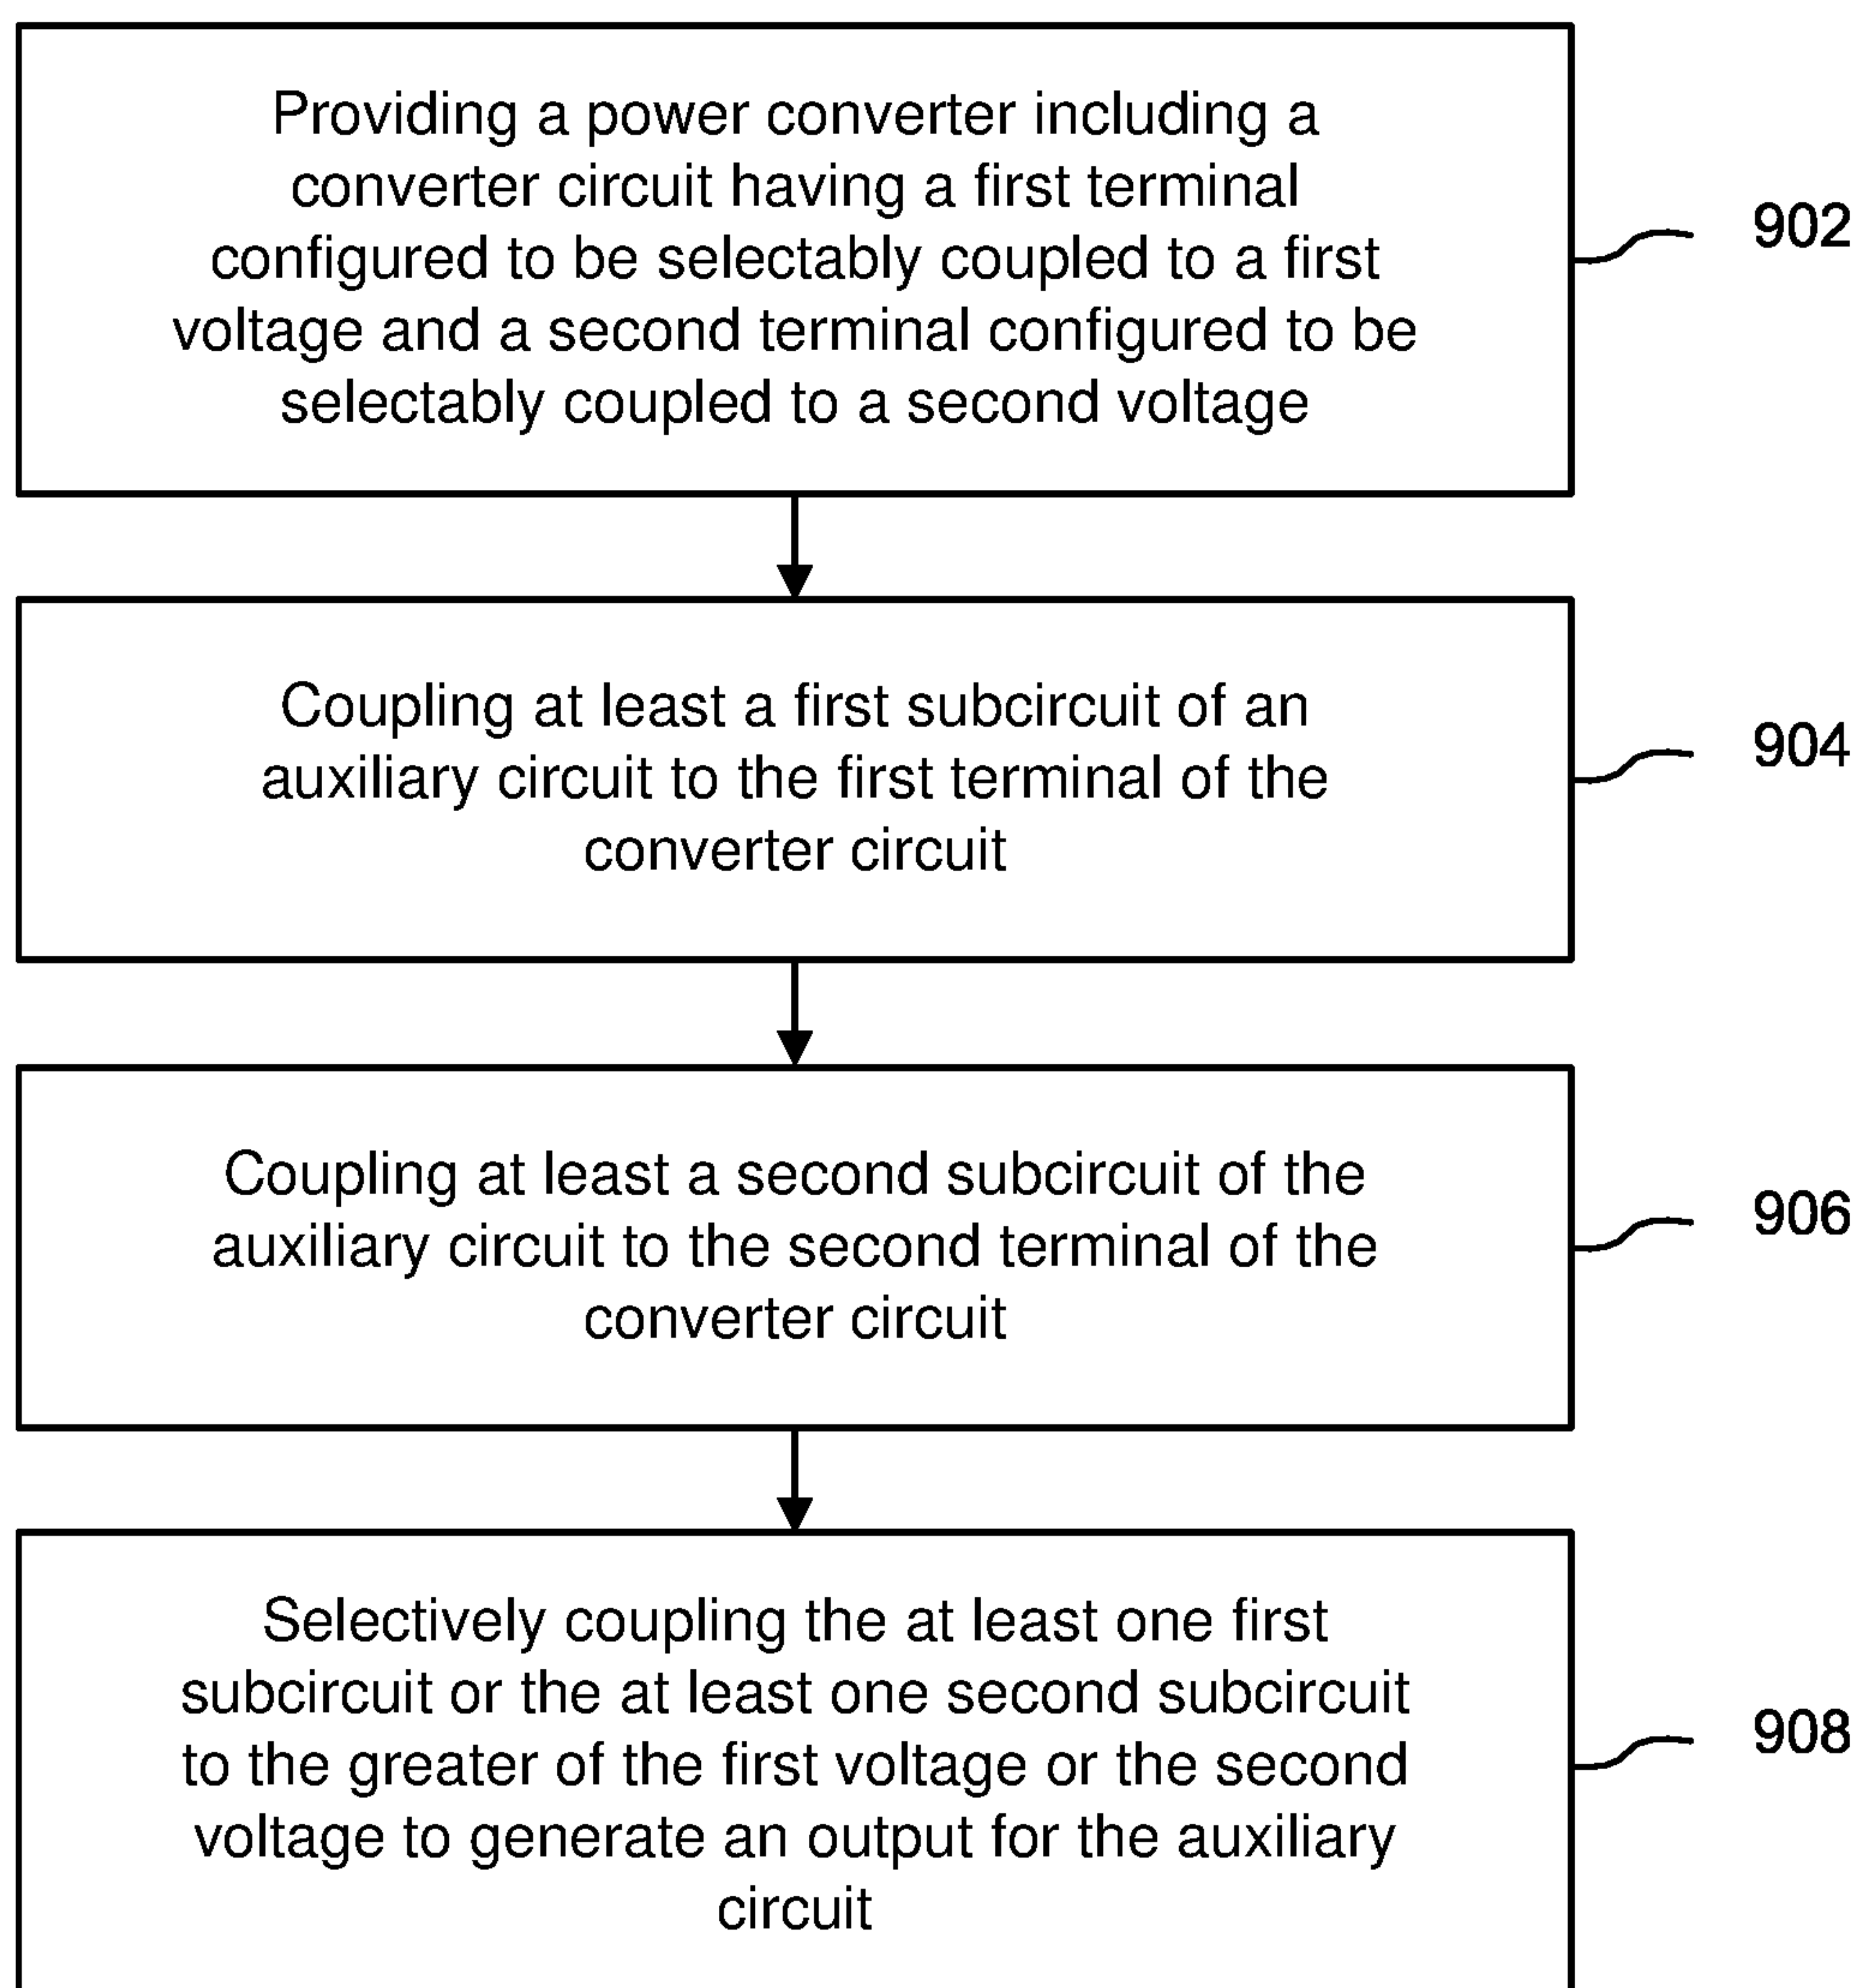 Providing a power converter including a
converter circuit having a first terminal
configured to be selectably coupled to a first
voltage and a second terminal configured to be
selectably coupled to a second voltage
902
Coupling at least a first subcircuit of an
auxiliary circuit to the first terminal of the
converter circuit
904
Coupling at least a second subcircuit of the
auxiliary circuit to the second terminal of the
converter circuit
906
Selectively coupling the at least one first
subcircuit or the at least one second subcircuit
to the greater of the first voltage or the second
voltage to generate an output for the auxiliary
circuit
908